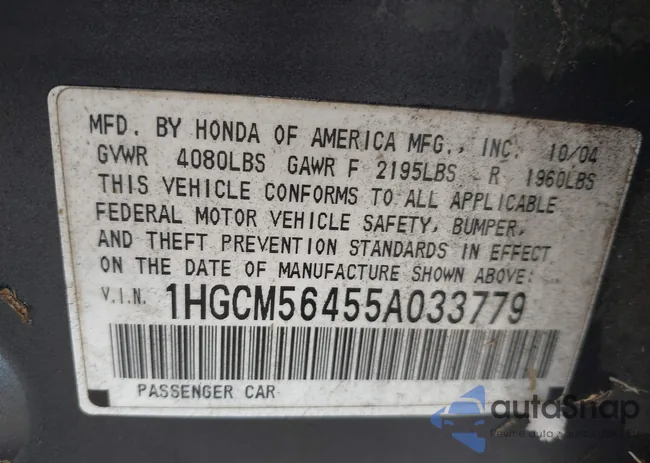 MFD. BY HONDA OF AMERICA MFG., INC. 10/04
GVWR 4080LBS GAWR F 2195LBS R 1960LBS
THIS VEHICLE CONFORMS TO ALL APPLICABLE
FEDERAL MOTOR VEHICLE SAFETY, BUMPER,
AND THEFT PREVENTION STANDARDS IN EFFECT
ON THE DATE OF MANUFACTURE SHOWN ABOVE:
V.I.N. 1HGCM56455A033779
PASSENGER CAR
autoSnap